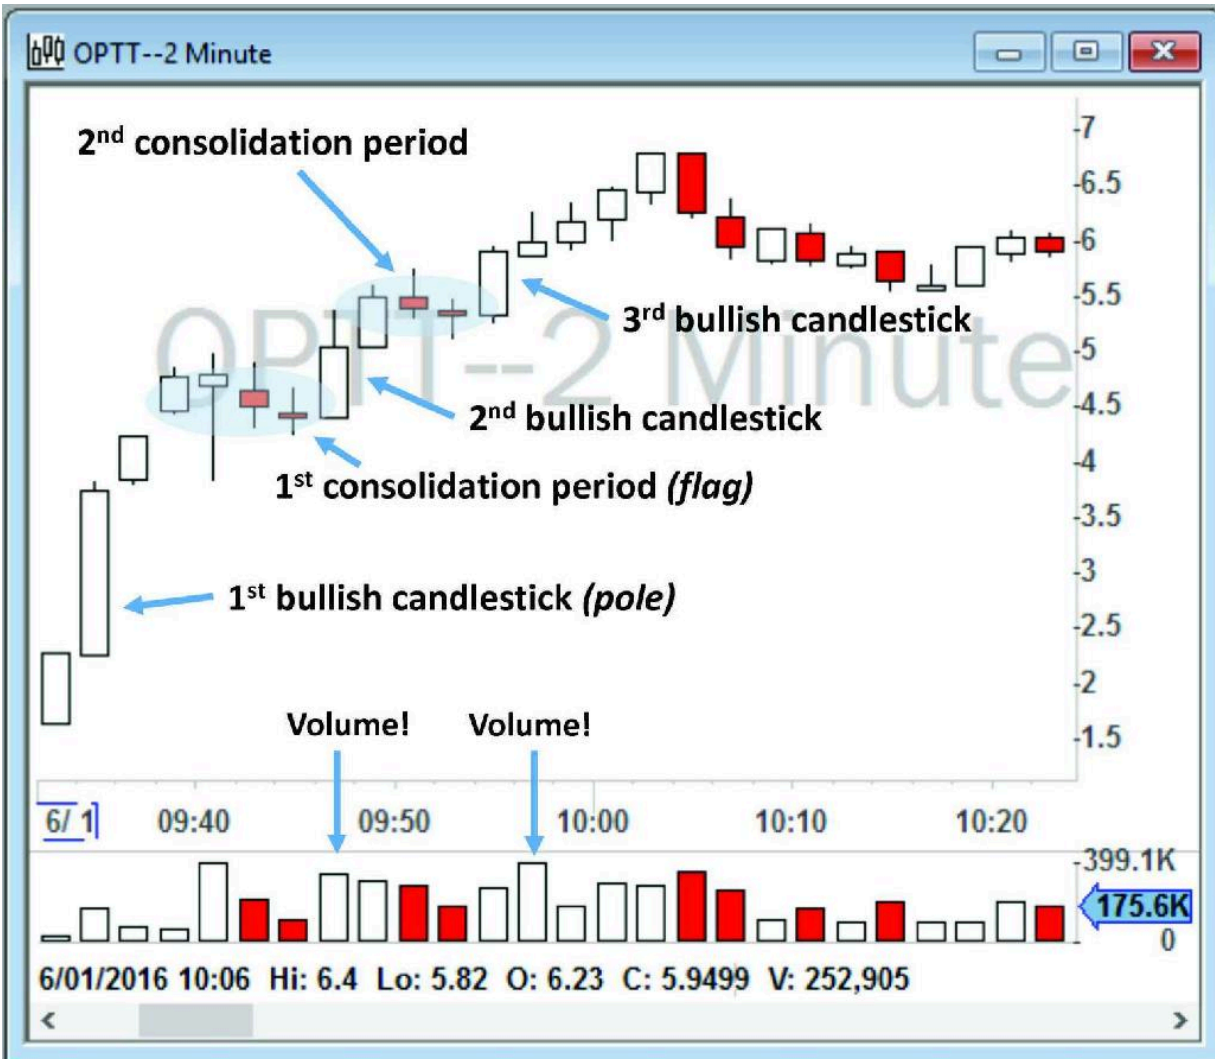 OPTT--2 Minute
2nd consolidation period
-7
-6.5
-6
-5.5
3rd bullish candlestick
OPTT--2 Minute
-5
-4.5
2nd bullish candlestick
-4
1st consolidation period (flag)
-3.5
-3
1st bullish candlestick (pole)
-2.5
-2
Volume! Volume!
-1.5
6/ 1 09:40 09:50 10:00 10:10 10:20
-399.1K
175.6K
0
6/01/2016 10:06 Hi: 6.4 Lo: 5.82 O: 6.23 C: 5.9499 V: 252,905